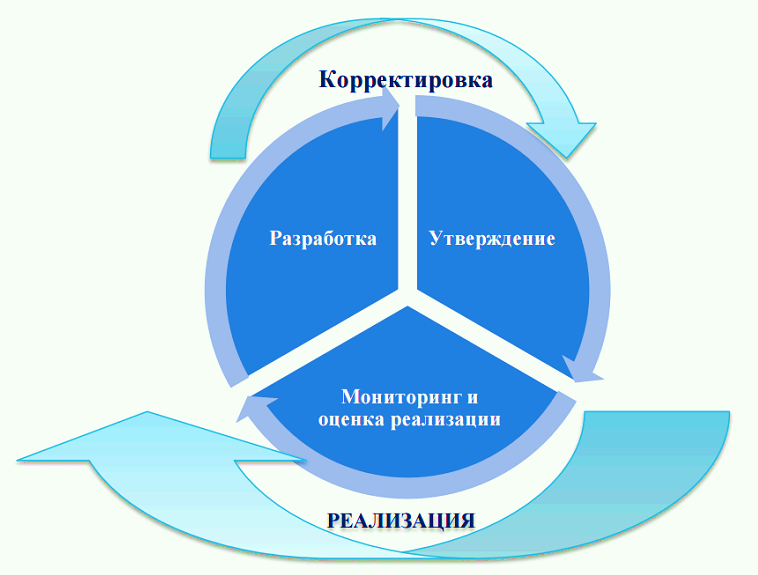 Корректировка
Разработка
Утверждение
Мониторинг и
оценка реализации
РЕАЛИЗАЦИЯ